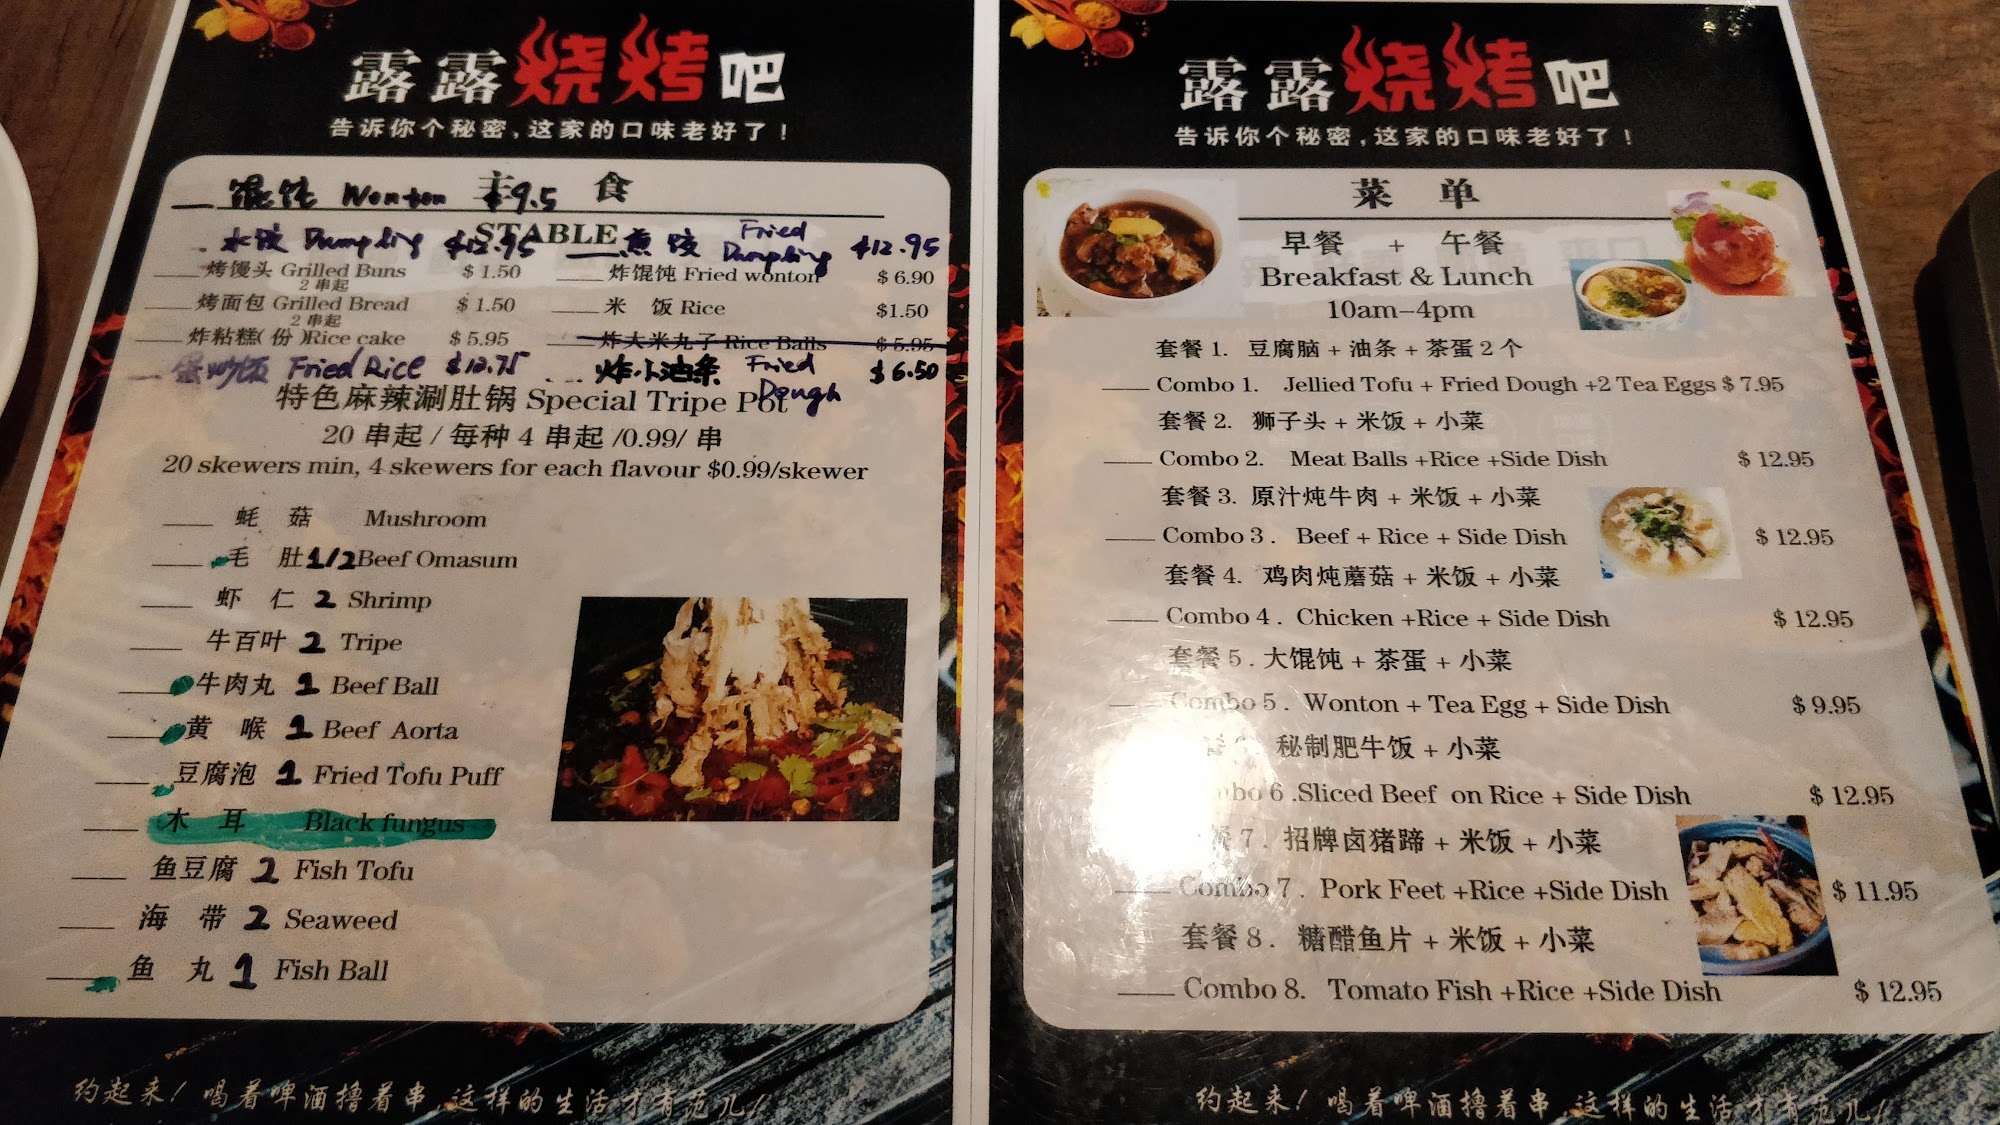 露露烧烤吧
告诉你个秘密,这家的口味老好了!
主食
馄饨 Wonton $9.5
STABLE
水饺 Dumpling $12.95 煎饺 Fried Dumpling $12.95
烤馒头 Grilled Buns $1.50 炸馄饨 Fried wonton $6.90
2串起
烤面包 Grilled Bread $1.50 米 饭 Rice $1.50
2串起
炸粘糕(份)Rice cake $5.95 炸大米丸子 Rice Balls $5.95
蛋炒饭 Fried Rice $12.75 炸小油条 Fried Dough $6.50
特色麻辣涮肚锅 Special Tripe Pot
20 串起 / 每种 4 串起 /0.99/ 串
20 skewers min, 4 skewers for each flavour $0.99/skewer
蚝 菇 Mushroom
毛 肚 1/2 Beef Omasum
虾 仁 2 Shrimp
牛百叶 2 Tripe
牛肉丸 1 Beef Ball
黄 喉 1 Beef Aorta
豆腐泡 1 Fried Tofu Puff
木 耳 Black fungus
鱼豆腐 2 Fish Tofu
海 带 2 Seaweed
鱼 丸 1 Fish Ball
约起来! 喝着啤酒撸着串,这样的生活才有范儿!
露露烧烤吧
告诉你个秘密,这家的口味老好了!
菜 单
早餐 + 午餐
Breakfast & Lunch
10am-4pm
套餐 1. 豆腐脑 + 油条 + 茶蛋 2 个
Combo 1. Jellied Tofu + Fried Dough +2 Tea Eggs $ 7.95
套餐 2. 狮子头 + 米饭 + 小菜
Combo 2. Meat Balls +Rice +Side Dish $ 12.95
套餐 3. 原汁炖牛肉 + 米饭 + 小菜
Combo 3 . Beef + Rice + Side Dish $ 12.95
套餐 4. 鸡肉炖蘑菇 + 米饭 + 小菜
Combo 4 . Chicken +Rice + Side Dish $ 12.95
套餐 5 . 大馄饨 + 茶蛋 + 小菜
Combo 5 . Wonton + Tea Egg + Side Dish $ 9.95
秘制肥牛饭 + 小菜
6 .Sliced Beef on Rice + Side Dish $ 12.95
餐 7 . 招牌卤猪蹄 + 米饭 + 小菜
Combo 7 . Pork Feet +Rice +Side Dish $ 11.95
套餐 8 . 糖醋鱼片 + 米饭 + 小菜
Combo 8. Tomato Fish +Rice +Side Dish $ 12.95
约起来! 喝着啤酒撸着串,这样的生活才有范儿!